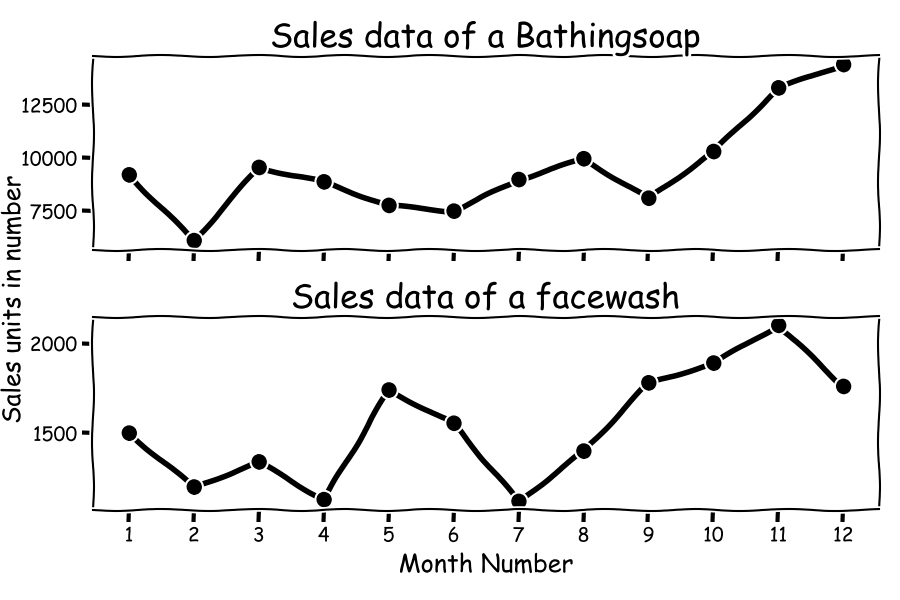 Sales data of a Bathingsoap
12500
10000
7500
Sales units in number
Sales data of a facewash
2000
1500
1 2 3 4 5 6 7 8 9 10 11 12
Month Number